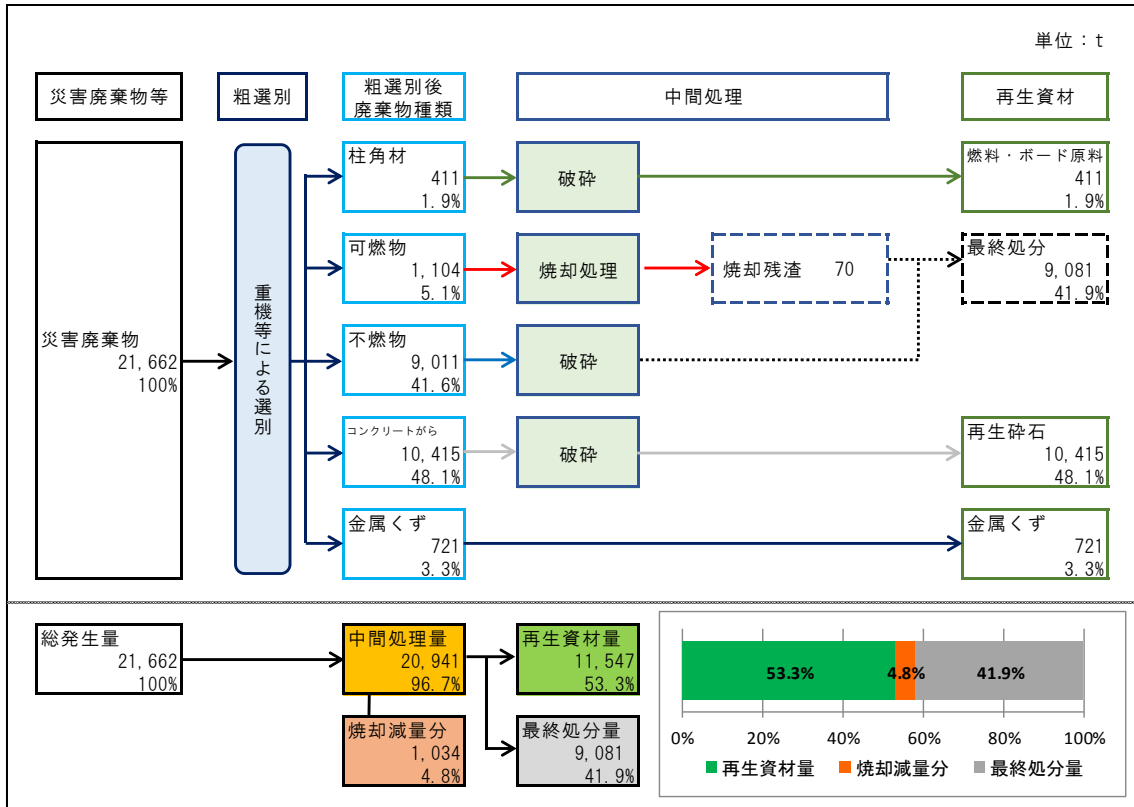 単位：t
災害廃棄物等
粗選別
粗選別後
廃棄物種類
中間処理
再生資材
災害廃棄物
21,662
100%
重機等による選別
柱角材
411
1.9%
破砕
燃料・ボード原料
411
1.9%
可燃物
1,104
5.1%
焼却処理
焼却残渣 70
最終処分
9,081
41.9%
不燃物
9,011
41.6%
破砕
コンクリートがら
10,415
48.1%
破砕
再生砕石
10,415
48.1%
金属くず
721
3.3%
金属くず
721
3.3%
総発生量
21,662
100%
中間処理量
20,941
96.7%
再生資材量
11,547
53.3%
焼却減量分
1,034
4.8%
最終処分量
9,081
41.9%
53.3% 4.8% 41.9%
0% 20% 40% 60% 80% 100%
再生資材量 焼却減量分 最終処分量